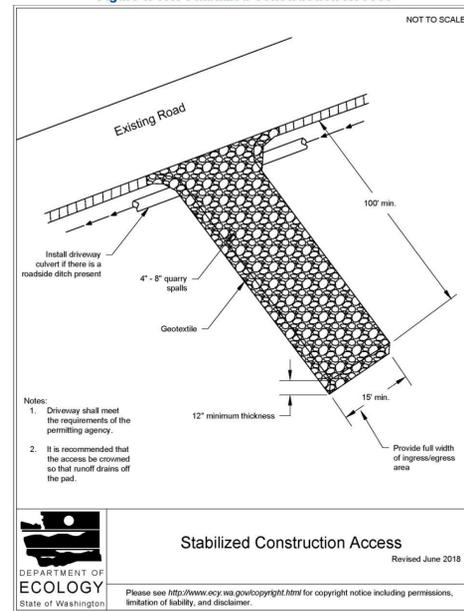 NOT TO SCALE
Existing Road
100' min.
Install driveway
culvert if there is a
roadside ditch present
4" - 8" quarry
spalls
Geotextile
12" minimum thickness
15' min.
Provide full width
of ingress/egress
area
Notes:
1. Driveway shall meet
the requirements of the
permitting agency.
2. It is recommended that
the access be crowned
so that runoff drains off
the pad.
DEPARTMENT OF
ECOLOGY
State of Washington
Stabilized Construction Access
Revised June 2018
Please see http://www.ecy.wa.gov/copyright.html for copyright notice including permissions,
limitation of liability, and disclaimer.